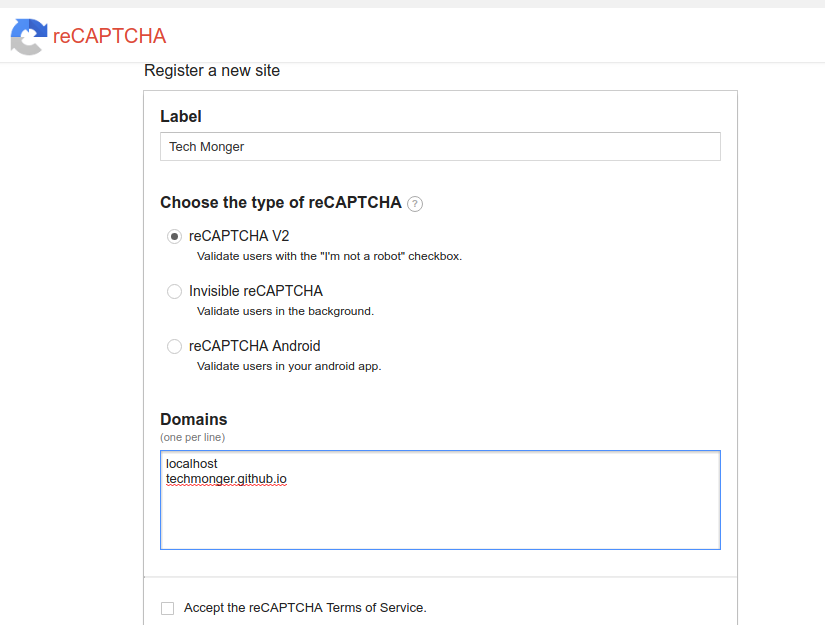 reCAPTCHA
Register a new site
Label
Tech Monger
Choose the type of reCAPTCHA ?
reCAPTCHA V2
Validate users with the "I'm not a robot" checkbox.
Invisible reCAPTCHA
Validate users in the background.
reCAPTCHA Android
Validate users in your android app.
Domains
(one per line)
localhost
techmonger.github.io
Accept the reCAPTCHA Terms of Service.